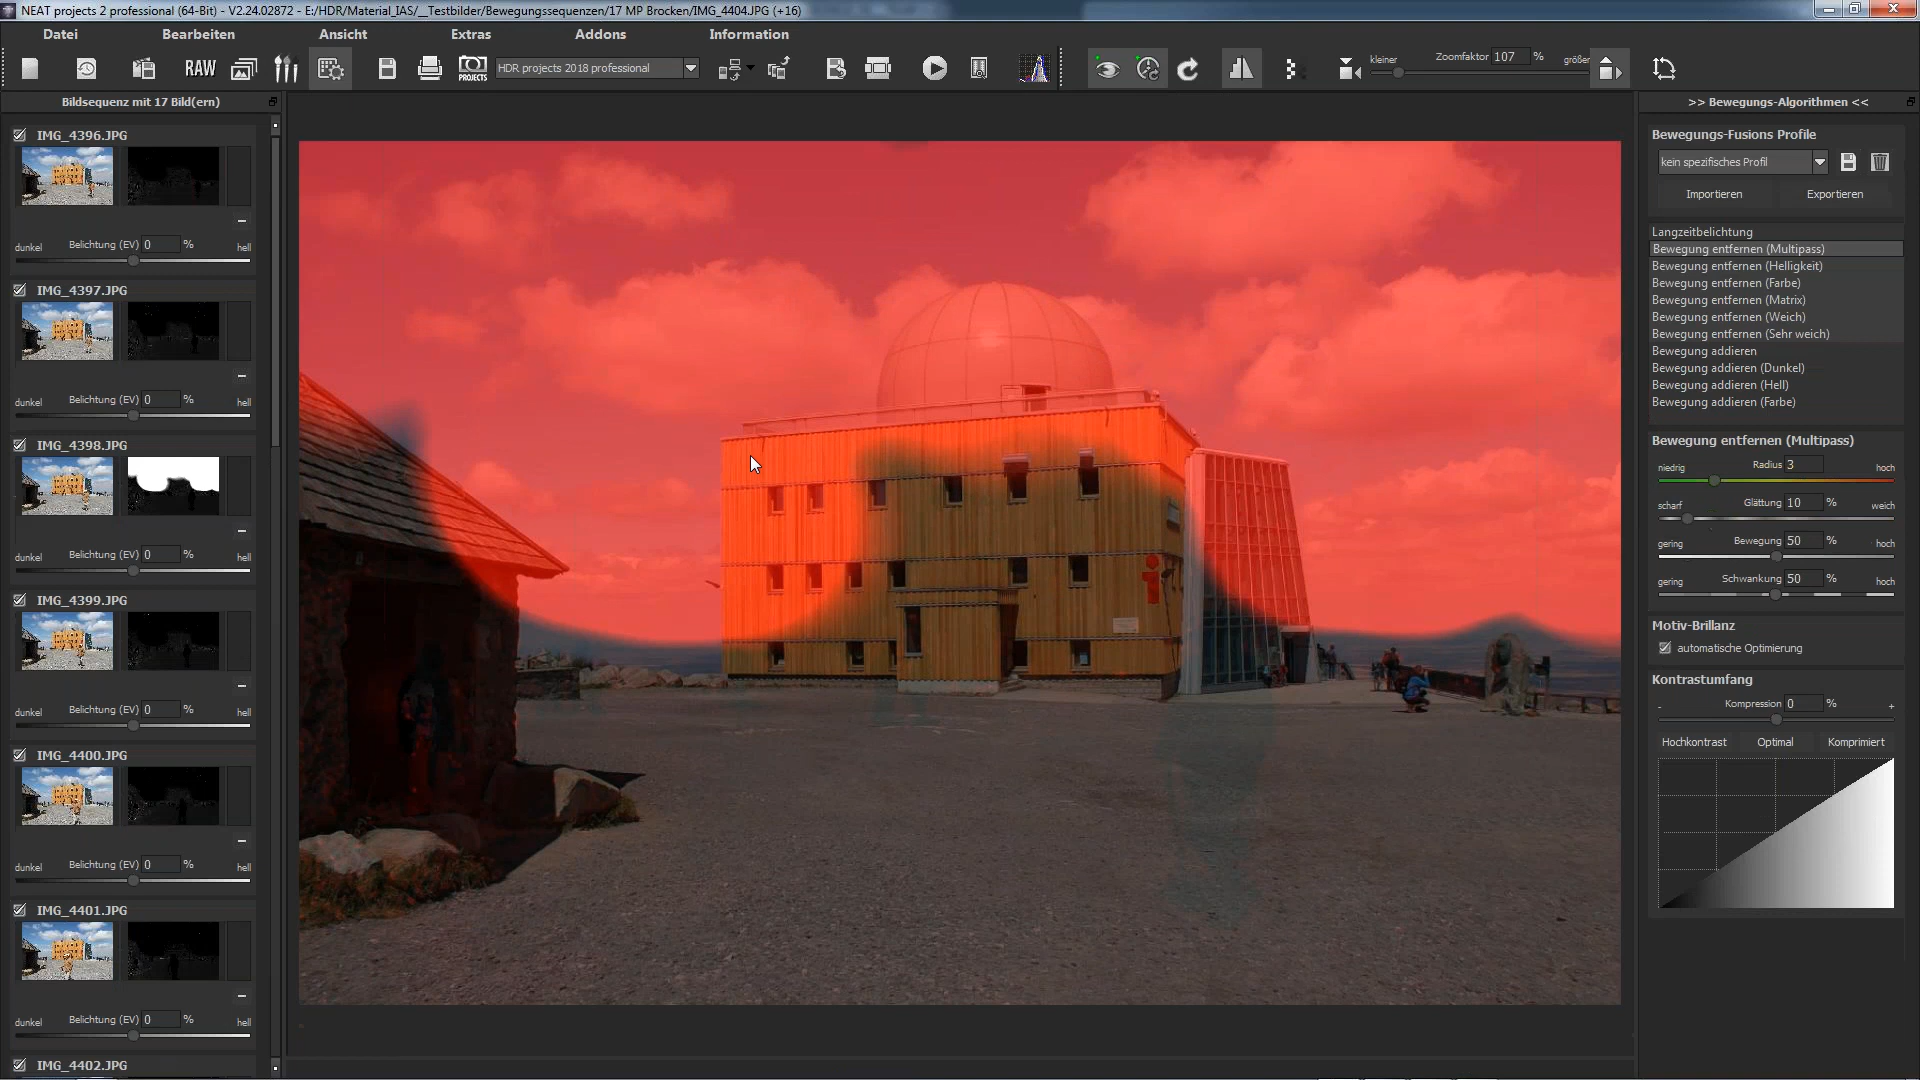 NEAT projects 2 professional (64-Bit) - V2.24.02872 - E:/HDR/Material_IAS/__Testbilder/Bewegungssequenzen/17 MP Brocken/IMG_4404.JPG (+16)
Datei Bearbeiten Ansicht Extras Addons Information
RAW PROJECTS HDR projects 2018 professional kleiner Zoomfaktor 107 % größer
Bildsequenz mit 17 Bild(ern)
IMG_4396.JPG
dunkel Belichtung (EV) 0 % hell
IMG_4397.JPG
dunkel Belichtung (EV) 0 % hell
IMG_4398.JPG
dunkel Belichtung (EV) 0 % hell
IMG_4399.JPG
dunkel Belichtung (EV) 0 % hell
IMG_4400.JPG
dunkel Belichtung (EV) 0 % hell
IMG_4401.JPG
dunkel Belichtung (EV) 0 % hell
IMG_4402.JPG
i
>> Bewegungs-Algorithmen <<
Bewegungs-Fusions Profile
kein spezifisches Profil
Importieren Exportieren
Langzeitbelichtung
Bewegung entfernen (Multipass)
Bewegung entfernen (Helligkeit)
Bewegung entfernen (Farbe)
Bewegung entfernen (Matrix)
Bewegung entfernen (Weich)
Bewegung entfernen (Sehr weich)
Bewegung addieren
Bewegung addieren (Dunkel)
Bewegung addieren (Hell)
Bewegung addieren (Farbe)
Bewegung entfernen (Multipass)
niedrig Radius 3 hoch
scharf Glättung 10 % weich
gering Bewegung 50 % hoch
gering Schwankung 50 % hoch
Motiv-Brillanz
automatische Optimierung
Kontrastumfang
- Kompression 0 % +
Hochkontrast Optimal Komprimiert